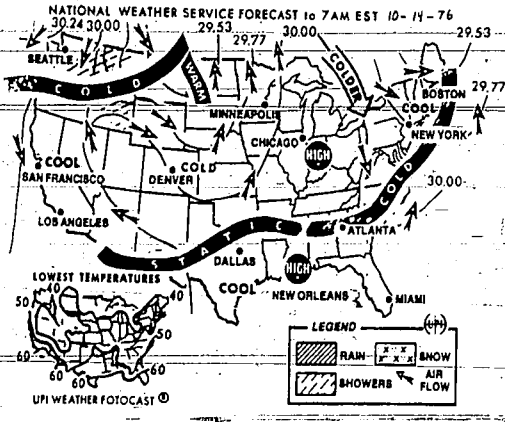 NATIONAL WEATHER SERVICE FORECAST to 7AM EST 10-14-76
30.24 30.00 29.53 29.77 30.00 29.53
SEATTLE
COLD
WARM
COLDER
BOSTON
29.77
MINNEAPOLIS
COOL
NEW YORK
CHICAGO
HIGH
COOL
SAN FRANCISCO
COLD
DENVER
COLD
30.00
LOS ANGELES
STATIC
ATLANTA
DALLAS
HIGH
COOL
NEW ORLEANS
MIAMI
LOWEST TEMPERATURES
40 40
50 50
60 60 60
UPI WEATHER FOTOCAST ®
LEGEND
UPI
RAIN
SNOW
SHOWERS
AIR FLOW